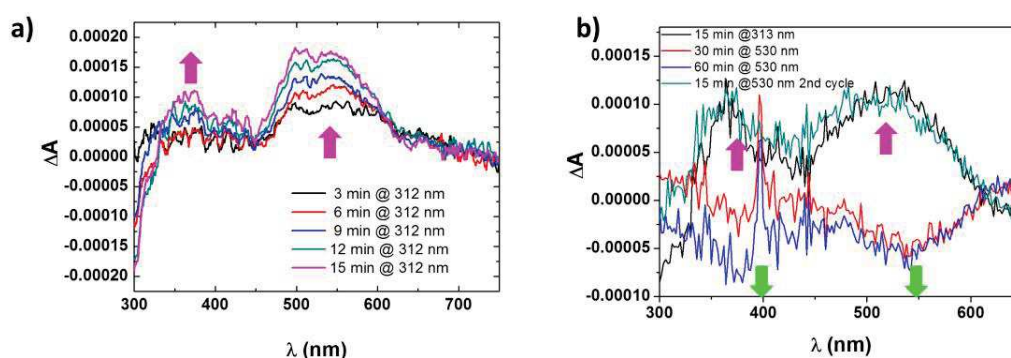 a)
0.00020
0.00015
0.00010
0.00005
0.00000
-0.00005
-0.00010
-0.00015
-0.00020
ΔA
3 min @ 312 nm
6 min @ 312 nm
9 min @ 312 nm
12 min @ 312 nm
15 min @ 312 nm
300 400 500 600 700
λ (nm)
b)
15 min @313 nm
30 min @ 530 nm
60 min @530 nm
15 min @530 nm 2nd cycle
0.00015
0.00010
0.00005
0.00000
-0.00005
-0.00010
ΔA
300 400 500 600
λ (nm)